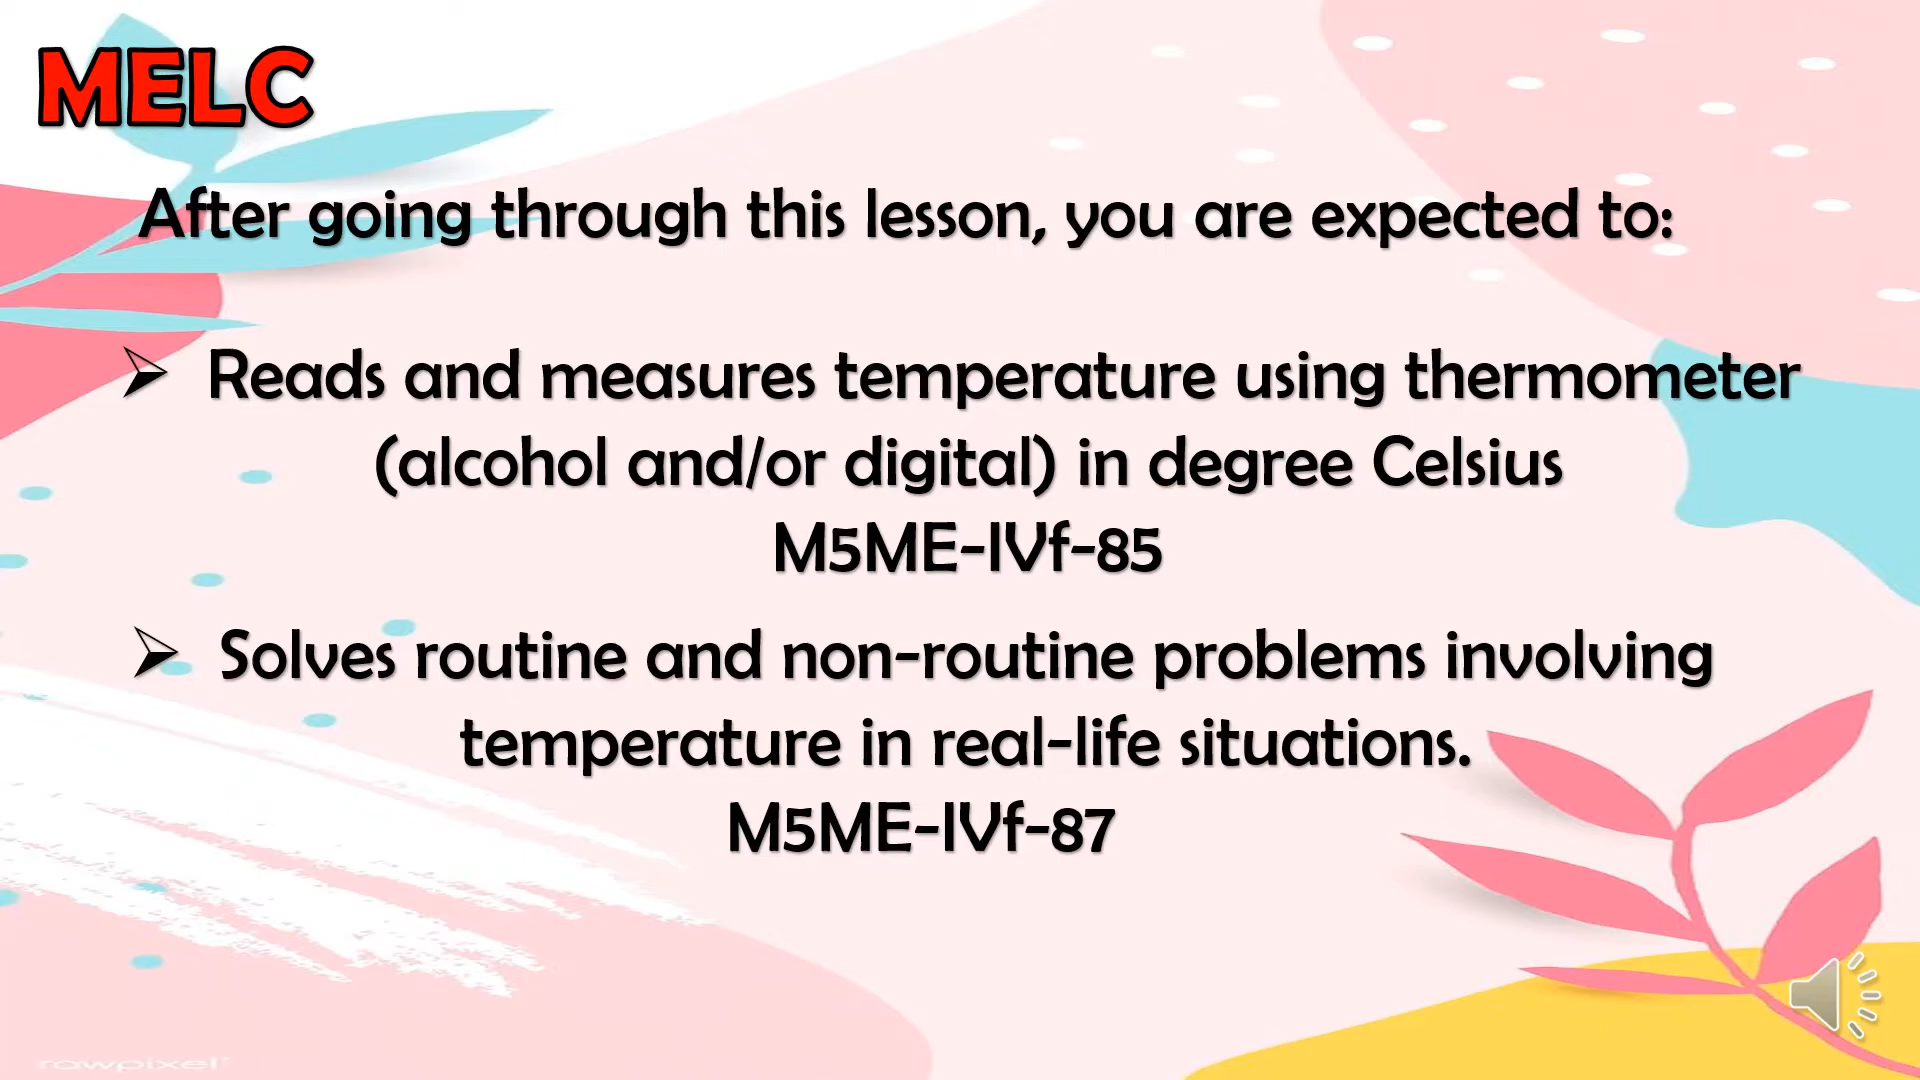 MELC
After going through this lesson, you are expected to:
➢ Reads and measures temperature using thermometer
(alcohol and/or digital) in degree Celsius
M5ME-IVf-85
➢ Solves routine and non-routine problems involving
temperature in real-life situations.
M5ME-IVf-87
rawpixel